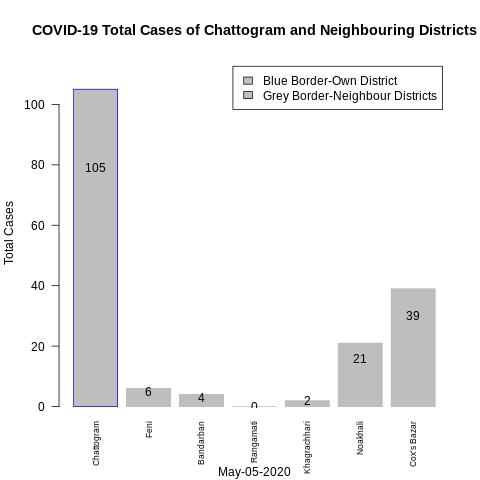 COVID-19 Total Cases of Chattogram and Neighbouring Districts
Blue Border-Own District
Grey Border-Neighbour Districts
Total Cases
100
80
60
40
20
0
105
6
4
0
2
21
39
Chattogram
Feni
Bandarban
Rangamati
Khagrachhari
Noakhali
Cox's Bazar
May-05-2020